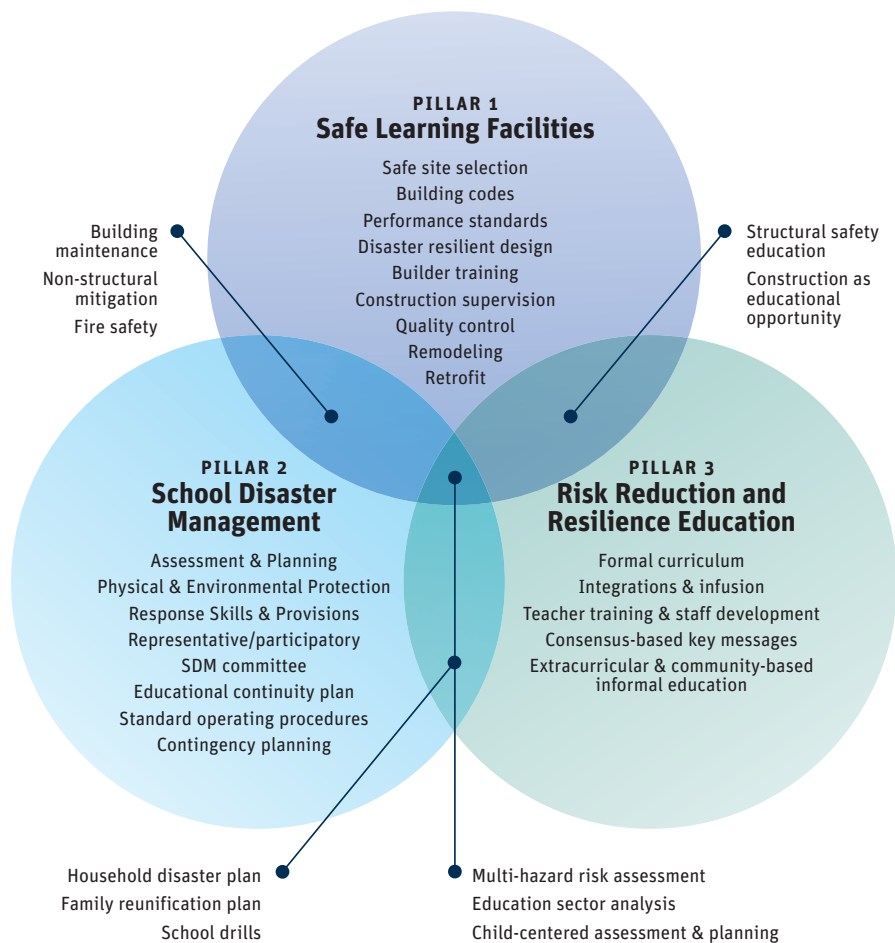 PILLAR 1
Safe Learning Facilities
Safe site selection
Building codes
Performance standards
Disaster resilient design
Builder training
Construction supervision
Quality control
Remodeling
Retrofit
Building
maintenance
Non-structural
mitigation
Fire safety
Structural safety
education
Construction as
educational
opportunity
PILLAR 2
School Disaster
Management
Assessment & Planning
Physical & Environmental Protection
Response Skills & Provisions
Representative/participatory
SDM committee
Educational continuity plan
Standard operating procedures
Contingency planning
PILLAR 3
Risk Reduction and
Resilience Education
Formal curriculum
Integrations & infusion
Teacher training & staff development
Consensus-based key messages
Extracurricular & community-based
informal education
Household disaster plan
Family reunification plan
School drills
Multi-hazard risk assessment
Education sector analysis
Child-centered assessment & planning